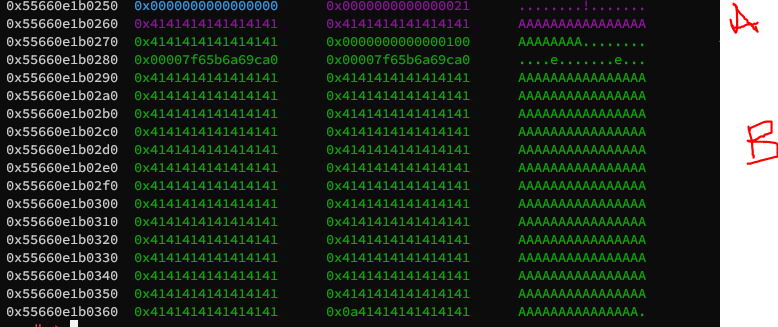 0x55660e1b0250 0x0000000000000000 0x0000000000000021 ........!.......
0x55660e1b0260 0x4141414141414141 0x4141414141414141 AAAAAAAAAAAAAAAA
0x55660e1b0270 0x4141414141414141 0x0000000000000100 AAAAAAAA........
0x55660e1b0280 0x00007f65b6a69ca0 0x00007f65b6a69ca0 ....e.......e...
0x55660e1b0290 0x4141414141414141 0x4141414141414141 AAAAAAAAAAAAAAAA
0x55660e1b02a0 0x4141414141414141 0x4141414141414141 AAAAAAAAAAAAAAAA
0x55660e1b02b0 0x4141414141414141 0x4141414141414141 AAAAAAAAAAAAAAAA
0x55660e1b02c0 0x4141414141414141 0x4141414141414141 AAAAAAAAAAAAAAAA
0x55660e1b02d0 0x4141414141414141 0x4141414141414141 AAAAAAAAAAAAAAAA
0x55660e1b02e0 0x4141414141414141 0x4141414141414141 AAAAAAAAAAAAAAAA
0x55660e1b02f0 0x4141414141414141 0x4141414141414141 AAAAAAAAAAAAAAAA
0x55660e1b0300 0x4141414141414141 0x4141414141414141 AAAAAAAAAAAAAAAA
0x55660e1b0310 0x4141414141414141 0x4141414141414141 AAAAAAAAAAAAAAAA
0x55660e1b0320 0x4141414141414141 0x4141414141414141 AAAAAAAAAAAAAAAA
0x55660e1b0330 0x4141414141414141 0x4141414141414141 AAAAAAAAAAAAAAAA
0x55660e1b0340 0x4141414141414141 0x4141414141414141 AAAAAAAAAAAAAAAA
0x55660e1b0350 0x4141414141414141 0x4141414141414141 AAAAAAAAAAAAAAAA
0x55660e1b0360 0x4141414141414141 0x0a41414141414141 AAAAAAAAAAAAAAA.
A
B